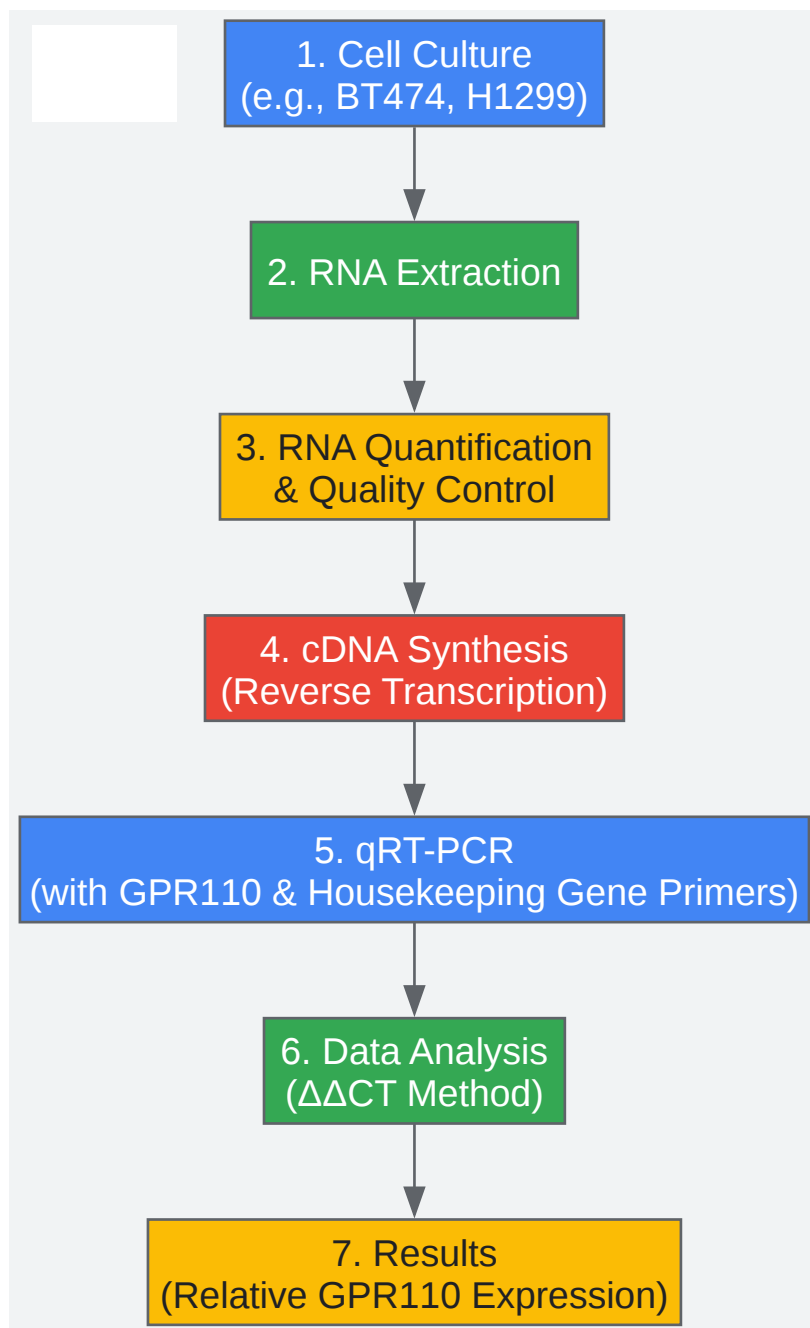 1. Cell Culture
(e.g., BT474, H1299)
2. RNA Extraction
3. RNA Quantification
& Quality Control
4. cDNA Synthesis
(Reverse Transcription)
5. qRT-PCR
(with GPR110 & Housekeeping Gene Primers)
6. Data Analysis
(ΔΔCT Method)
7. Results
(Relative GPR110 Expression)